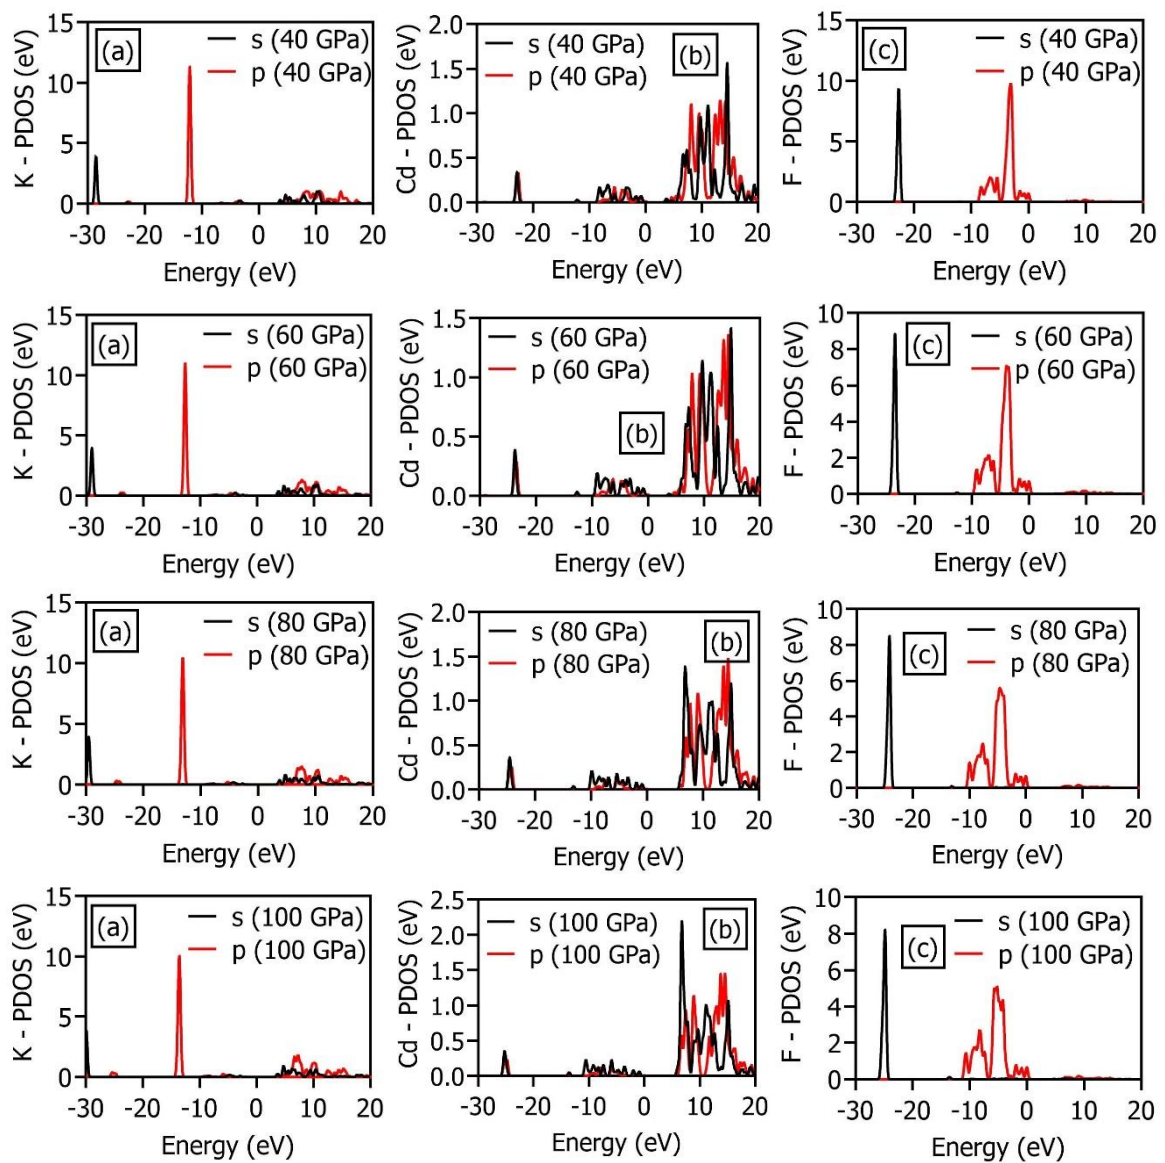 K - PDOS (eV)
15
10
5
0
(a)
s (40 GPa)
p (40 GPa)
-30 -20 -10 0 10 20
Energy (eV)
Cd - PDOS (eV)
2.0
1.5
1.0
0.5
0.0
s (40 GPa)
p (40 GPa)
(b)
-30 -20 -10 0 10 20
Energy (eV)
F - PDOS (eV)
15
10
5
0
(c)
s (40 GPa)
p (40 GPa)
-30 -20 -10 0 10 20
Energy (eV)
K - PDOS (eV)
15
10
5
0
(a)
s (60 GPa)
p (60 GPa)
-30 -20 -10 0 10 20
Energy (eV)
Cd - PDOS (eV)
1.5
1.0
0.5
0.0
s (60 GPa)
p (60 GPa)
(b)
-30 -20 -10 0 10 20
Energy (eV)
F - PDOS (eV)
10
8
6
4
2
0
(c)
s (60 GPa)
p (60 GPa)
-30 -20 -10 0 10 20
Energy (eV)
K - PDOS (eV)
15
10
5
0
(a)
s (80 GPa)
p (80 GPa)
-30 -20 -10 0 10 20
Energy (eV)
Cd - PDOS (eV)
2.0
1.5
1.0
0.5
0.0
s (80 GPa)
p (80 GPa)
(b)
-30 -20 -10 0 10 20
Energy (eV)
F - PDOS (eV)
10
8
6
4
2
0
(c)
s (80 GPa)
p (80 GPa)
-30 -20 -10 0 10 20
Energy (eV)
K - PDOS (eV)
15
10
5
0
(a)
s (100 GPa)
p (100 GPa)
-30 -20 -10 0 10 20
Energy (eV)
Cd - PDOS (eV)
2.5
2.0
1.5
1.0
0.5
0.0
s (100 GPa)
p (100 GPa)
(b)
-30 -20 -10 0 10 20
Energy (eV)
F - PDOS (eV)
10
8
6
4
2
0
(c)
s (100 GPa)
p (100 GPa)
-30 -20 -10 0 10 20
Energy (eV)